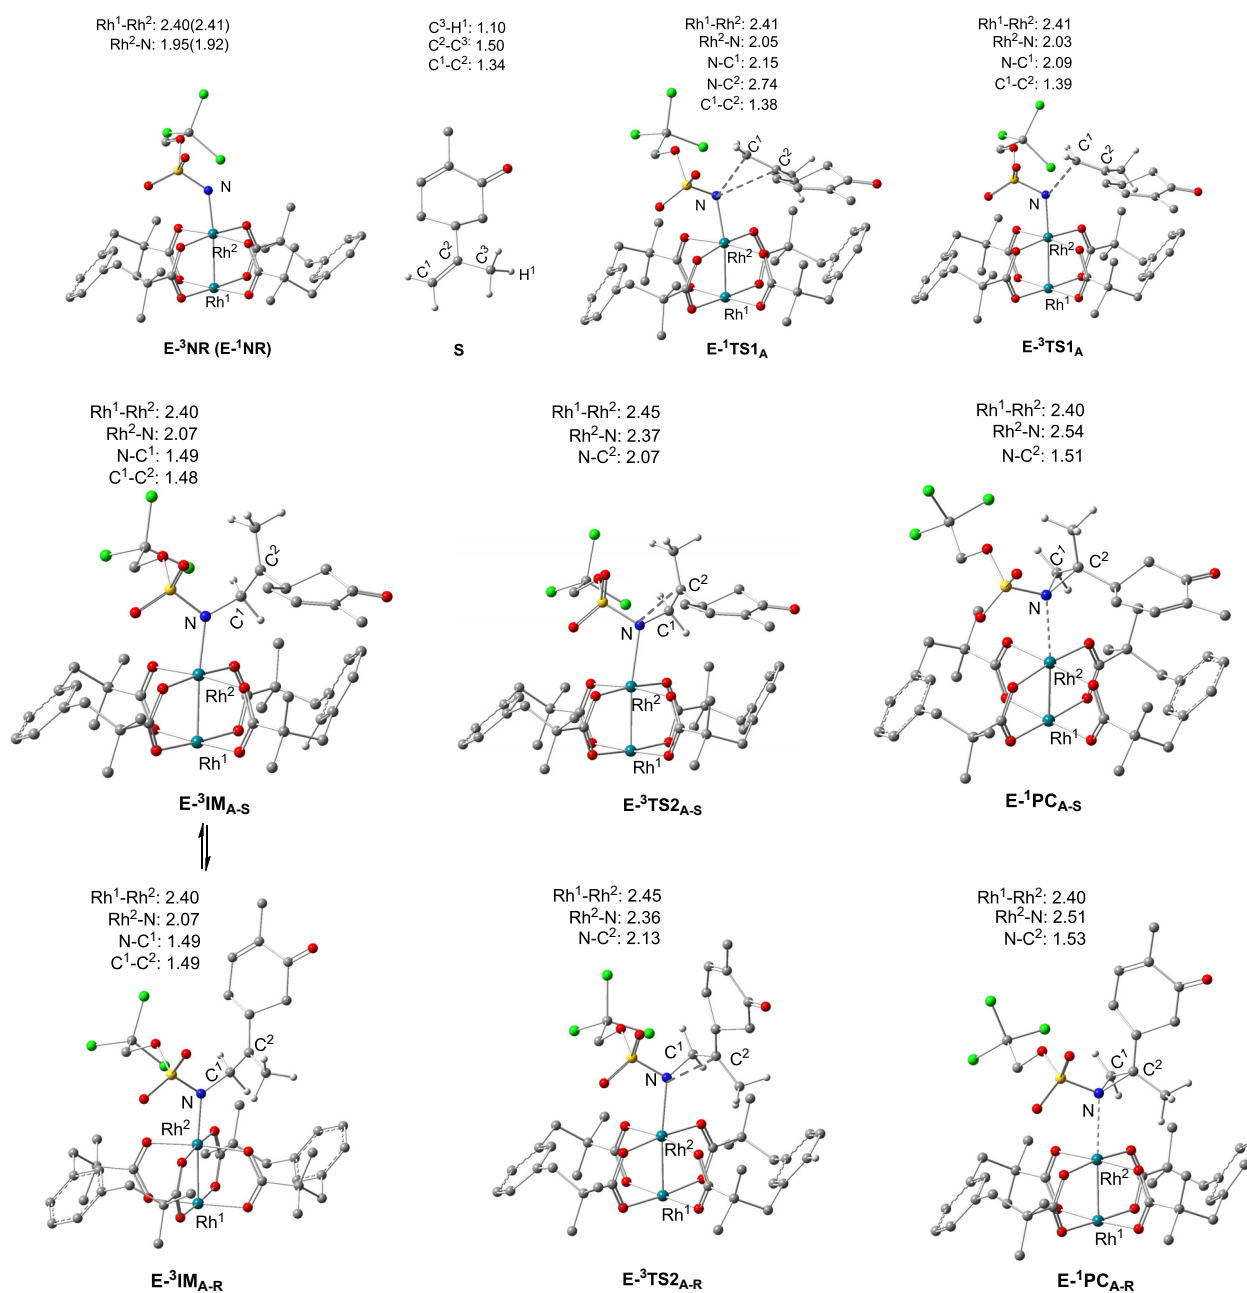 Rh¹-Rh²: 2.40(2.41)
Rh²-N: 1.95(1.92)
N
Rh²
Rh¹
E-³NR (E-¹NR)
C³-H¹: 1.10
C²-C³: 1.50
C¹-C²: 1.34
C¹
C²
C³
H¹
S
Rh¹-Rh²: 2.41
Rh²-N: 2.05
N-C¹: 2.15
N-C²: 2.74
C¹-C²: 1.38
C¹
C²
N
Rh²
Rh¹
E-¹TS1A
Rh¹-Rh²: 2.41
Rh²-N: 2.03
N-C¹: 2.09
C¹-C²: 1.39
C¹
C²
N
Rh²
Rh¹
E-³TS1A
Rh¹-Rh²: 2.40
Rh²-N: 2.07
N-C¹: 1.49
C¹-C²: 1.48
C²
C¹
N
Rh²
Rh¹
E-³IMA-S
Rh¹-Rh²: 2.45
Rh²-N: 2.37
N-C²: 2.07
C²
C¹
N
Rh²
Rh¹
E-³TS2A-S
Rh¹-Rh²: 2.40
Rh²-N: 2.54
N-C²: 1.51
C¹
C²
N
Rh²
Rh¹
E-¹PCA-S
Rh¹-Rh²: 2.40
Rh²-N: 2.07
N-C¹: 1.49
C¹-C²: 1.49
C²
C¹
N
Rh²
Rh¹
E-³IMA-R
Rh¹-Rh²: 2.45
Rh²-N: 2.36
N-C²: 2.13
C¹
C²
N
Rh²
Rh¹
E-³TS2A-R
Rh¹-Rh²: 2.40
Rh²-N: 2.51
N-C²: 1.53
C¹
C²
N
Rh²
Rh¹
E-¹PCA-R